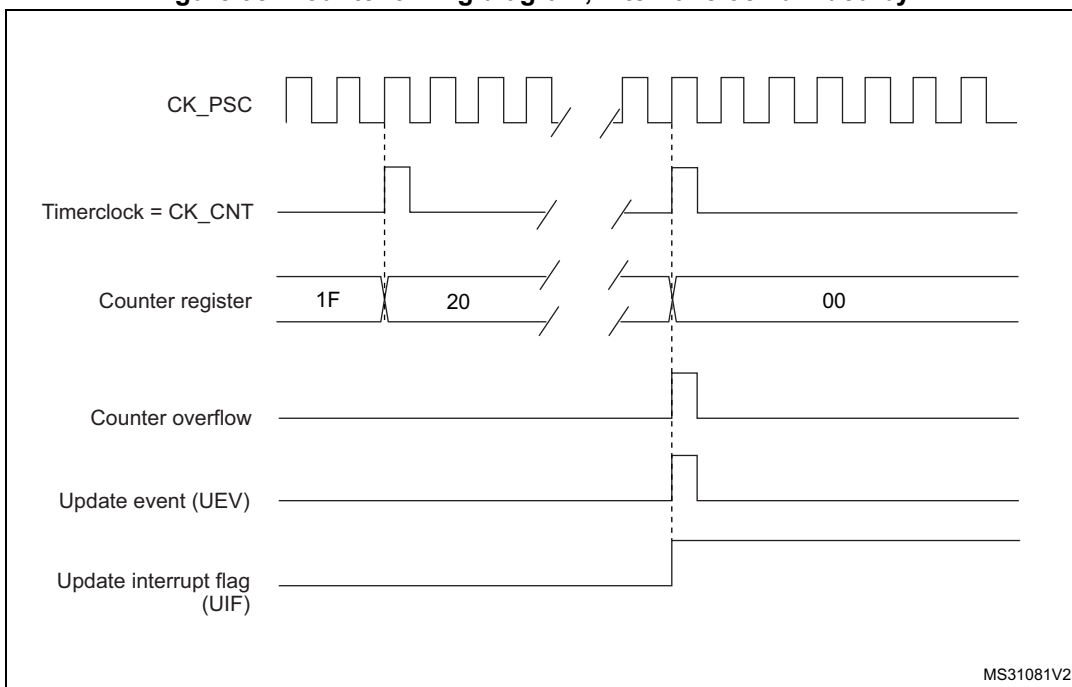 CK_PSC
Timerclock = CK_CNT
Counter register
1F
20
00
Counter overflow
Update event (UEV)
Update interrupt flag
(UIF)
MS31081V2